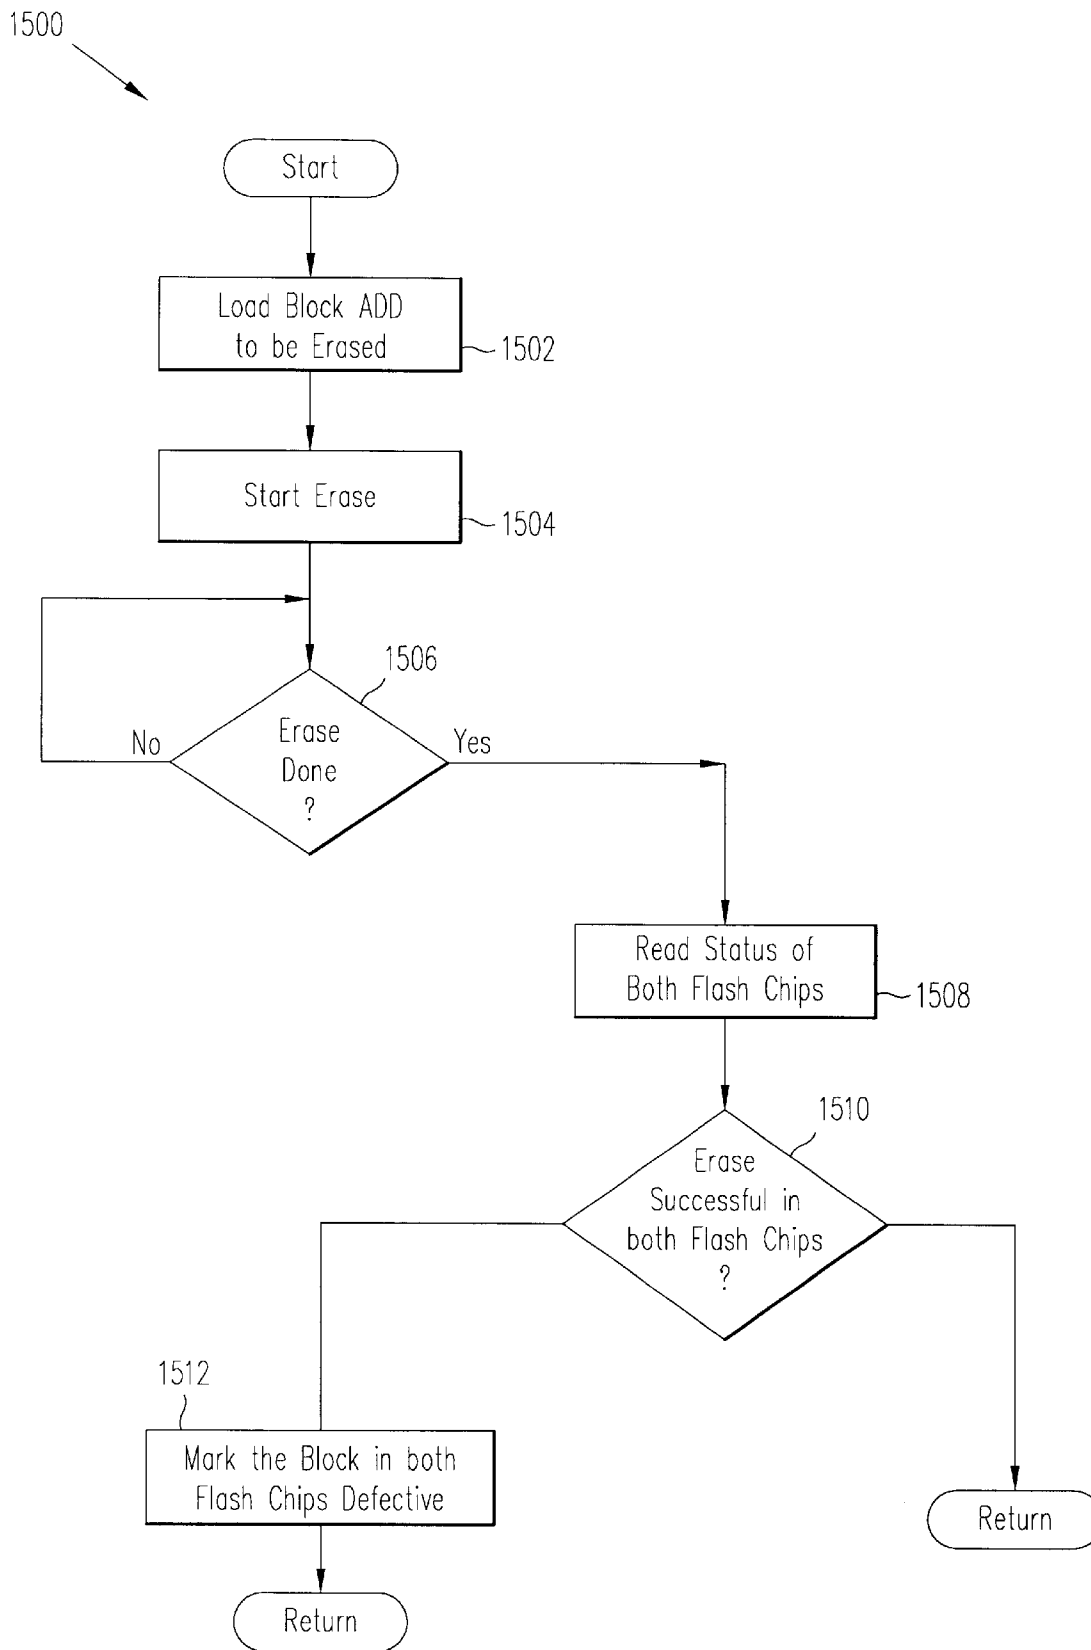 1500
Start
Load Block ADD
to be Erased
1502
Start Erase
1504
1506
Erase
Done
?
No
Yes
Read Status of
Both Flash Chips
1508
1510
Erase
Successful in
both Flash Chips
?
1512
Mark the Block in both
Flash Chips Defective
Return
Return